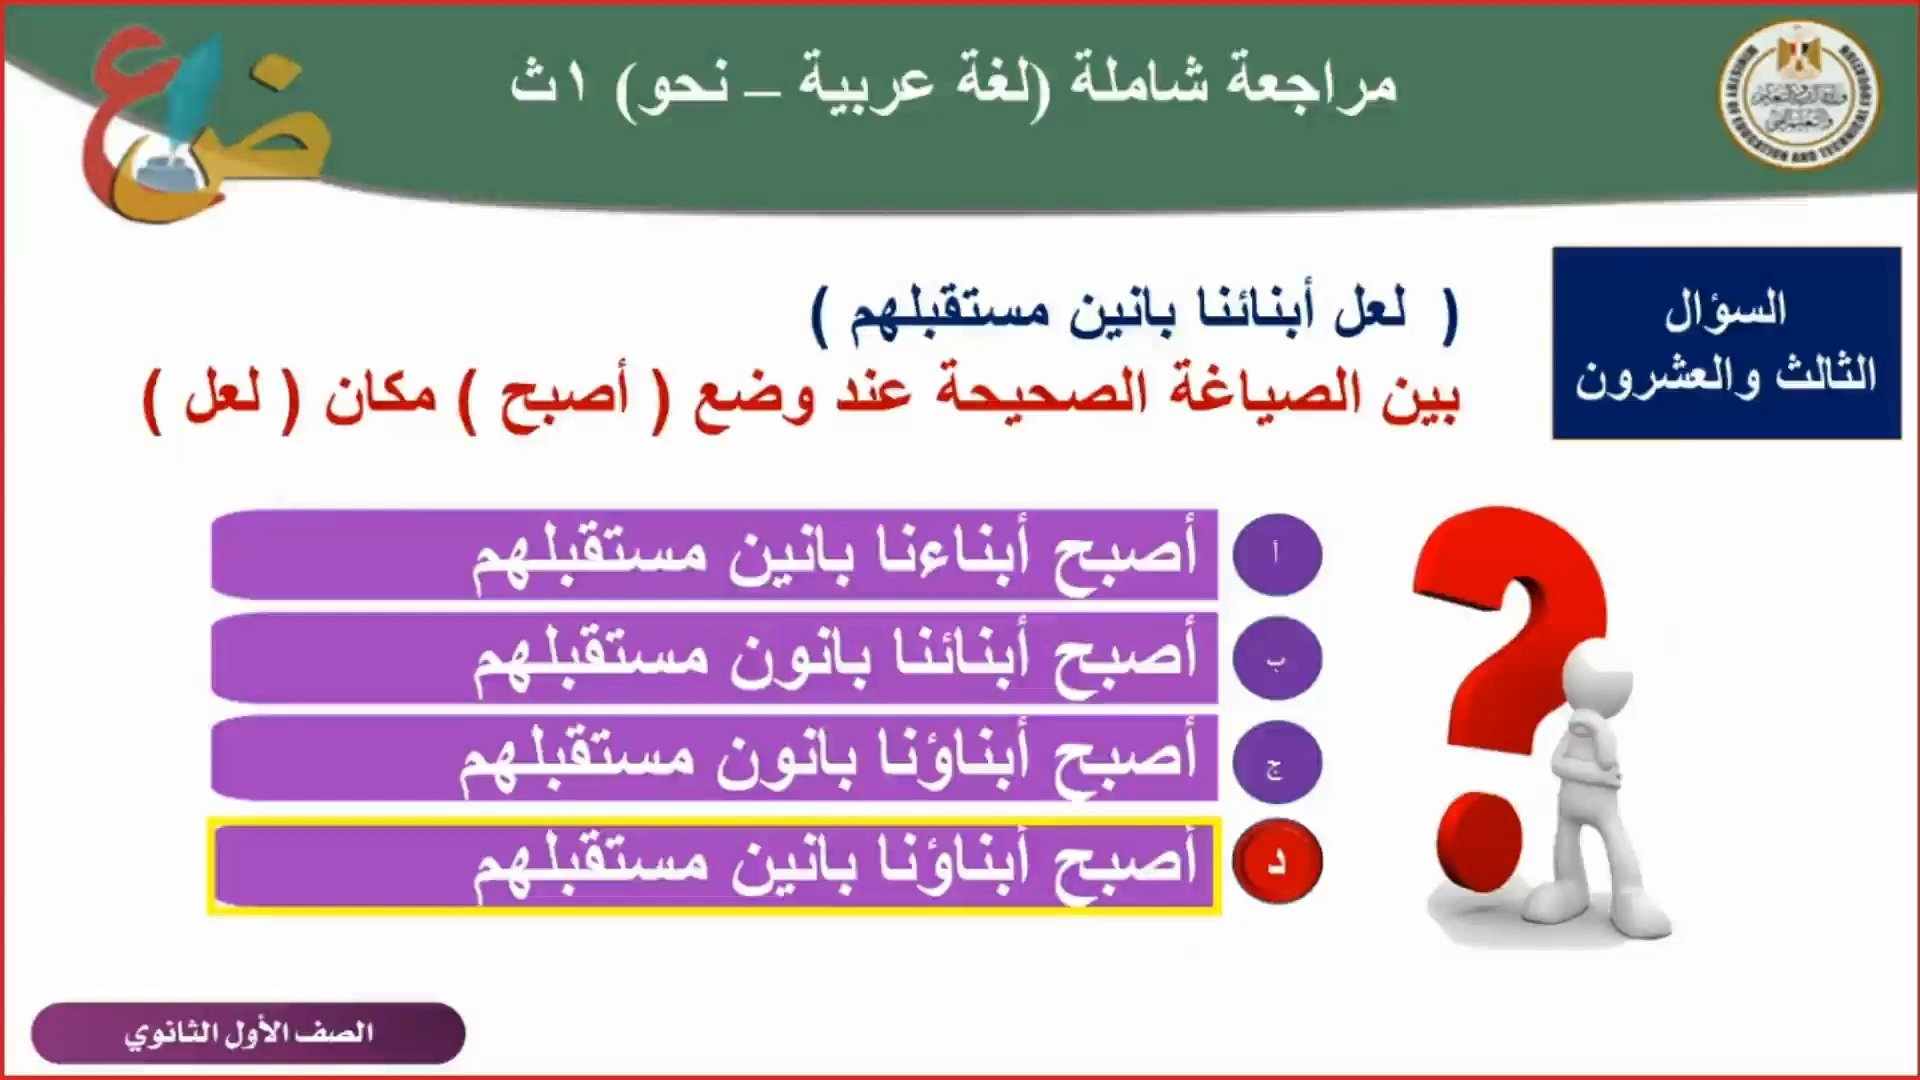 مراجعة شاملة (لغة عربية – نحو) ١ث
السؤال
الثالث والعشرون
( لعل أبنائنا بانين مستقبلهم )
بين الصياغة الصحيحة عند وضع ( أصبح ) مكان ( لعل )
أ أصبح أبناءنا بانين مستقبلهم
ب أصبح أبنائنا بانون مستقبلهم
ج أصبح أبناؤنا بانون مستقبلهم
د أصبح أبناؤنا بانين مستقبلهم
الصف الأول الثانوي